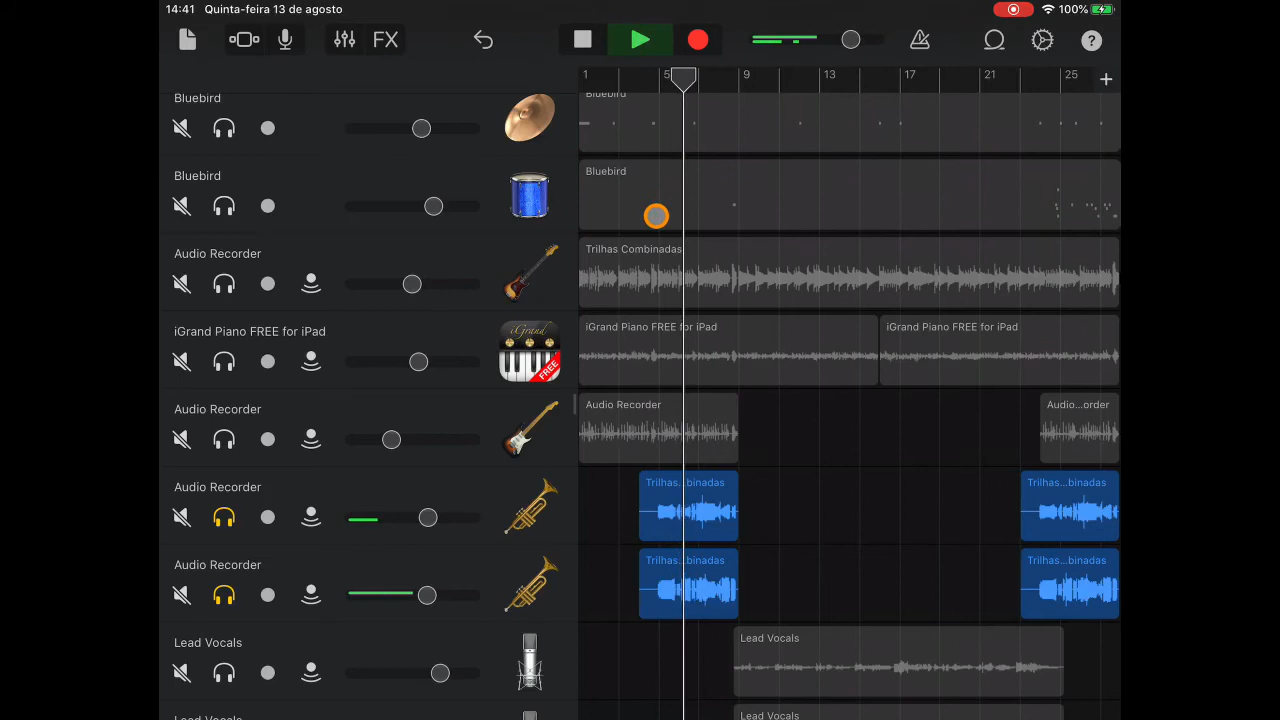 14:41 Quinta-feira 13 de agosto
100%
FX
?
1 5 9 13 17 21 25 +
Bluebird
Bluebird
Bluebird
Bluebird
Audio Recorder
Trilhas Combinadas
iGrand Piano FREE for iPad
iGrand
FREE
iGrand Piano FREE for iPad
iGrand Piano FREE for iPad
Audio Recorder
Audio Recorder
Audio...order
Audio Recorder
Trilhas...binadas
Trilhas...binadas
Audio Recorder
Trilhas...binadas
Trilhas...binadas
Lead Vocals
Lead Vocals
Lead Vocals
Lead Vocals